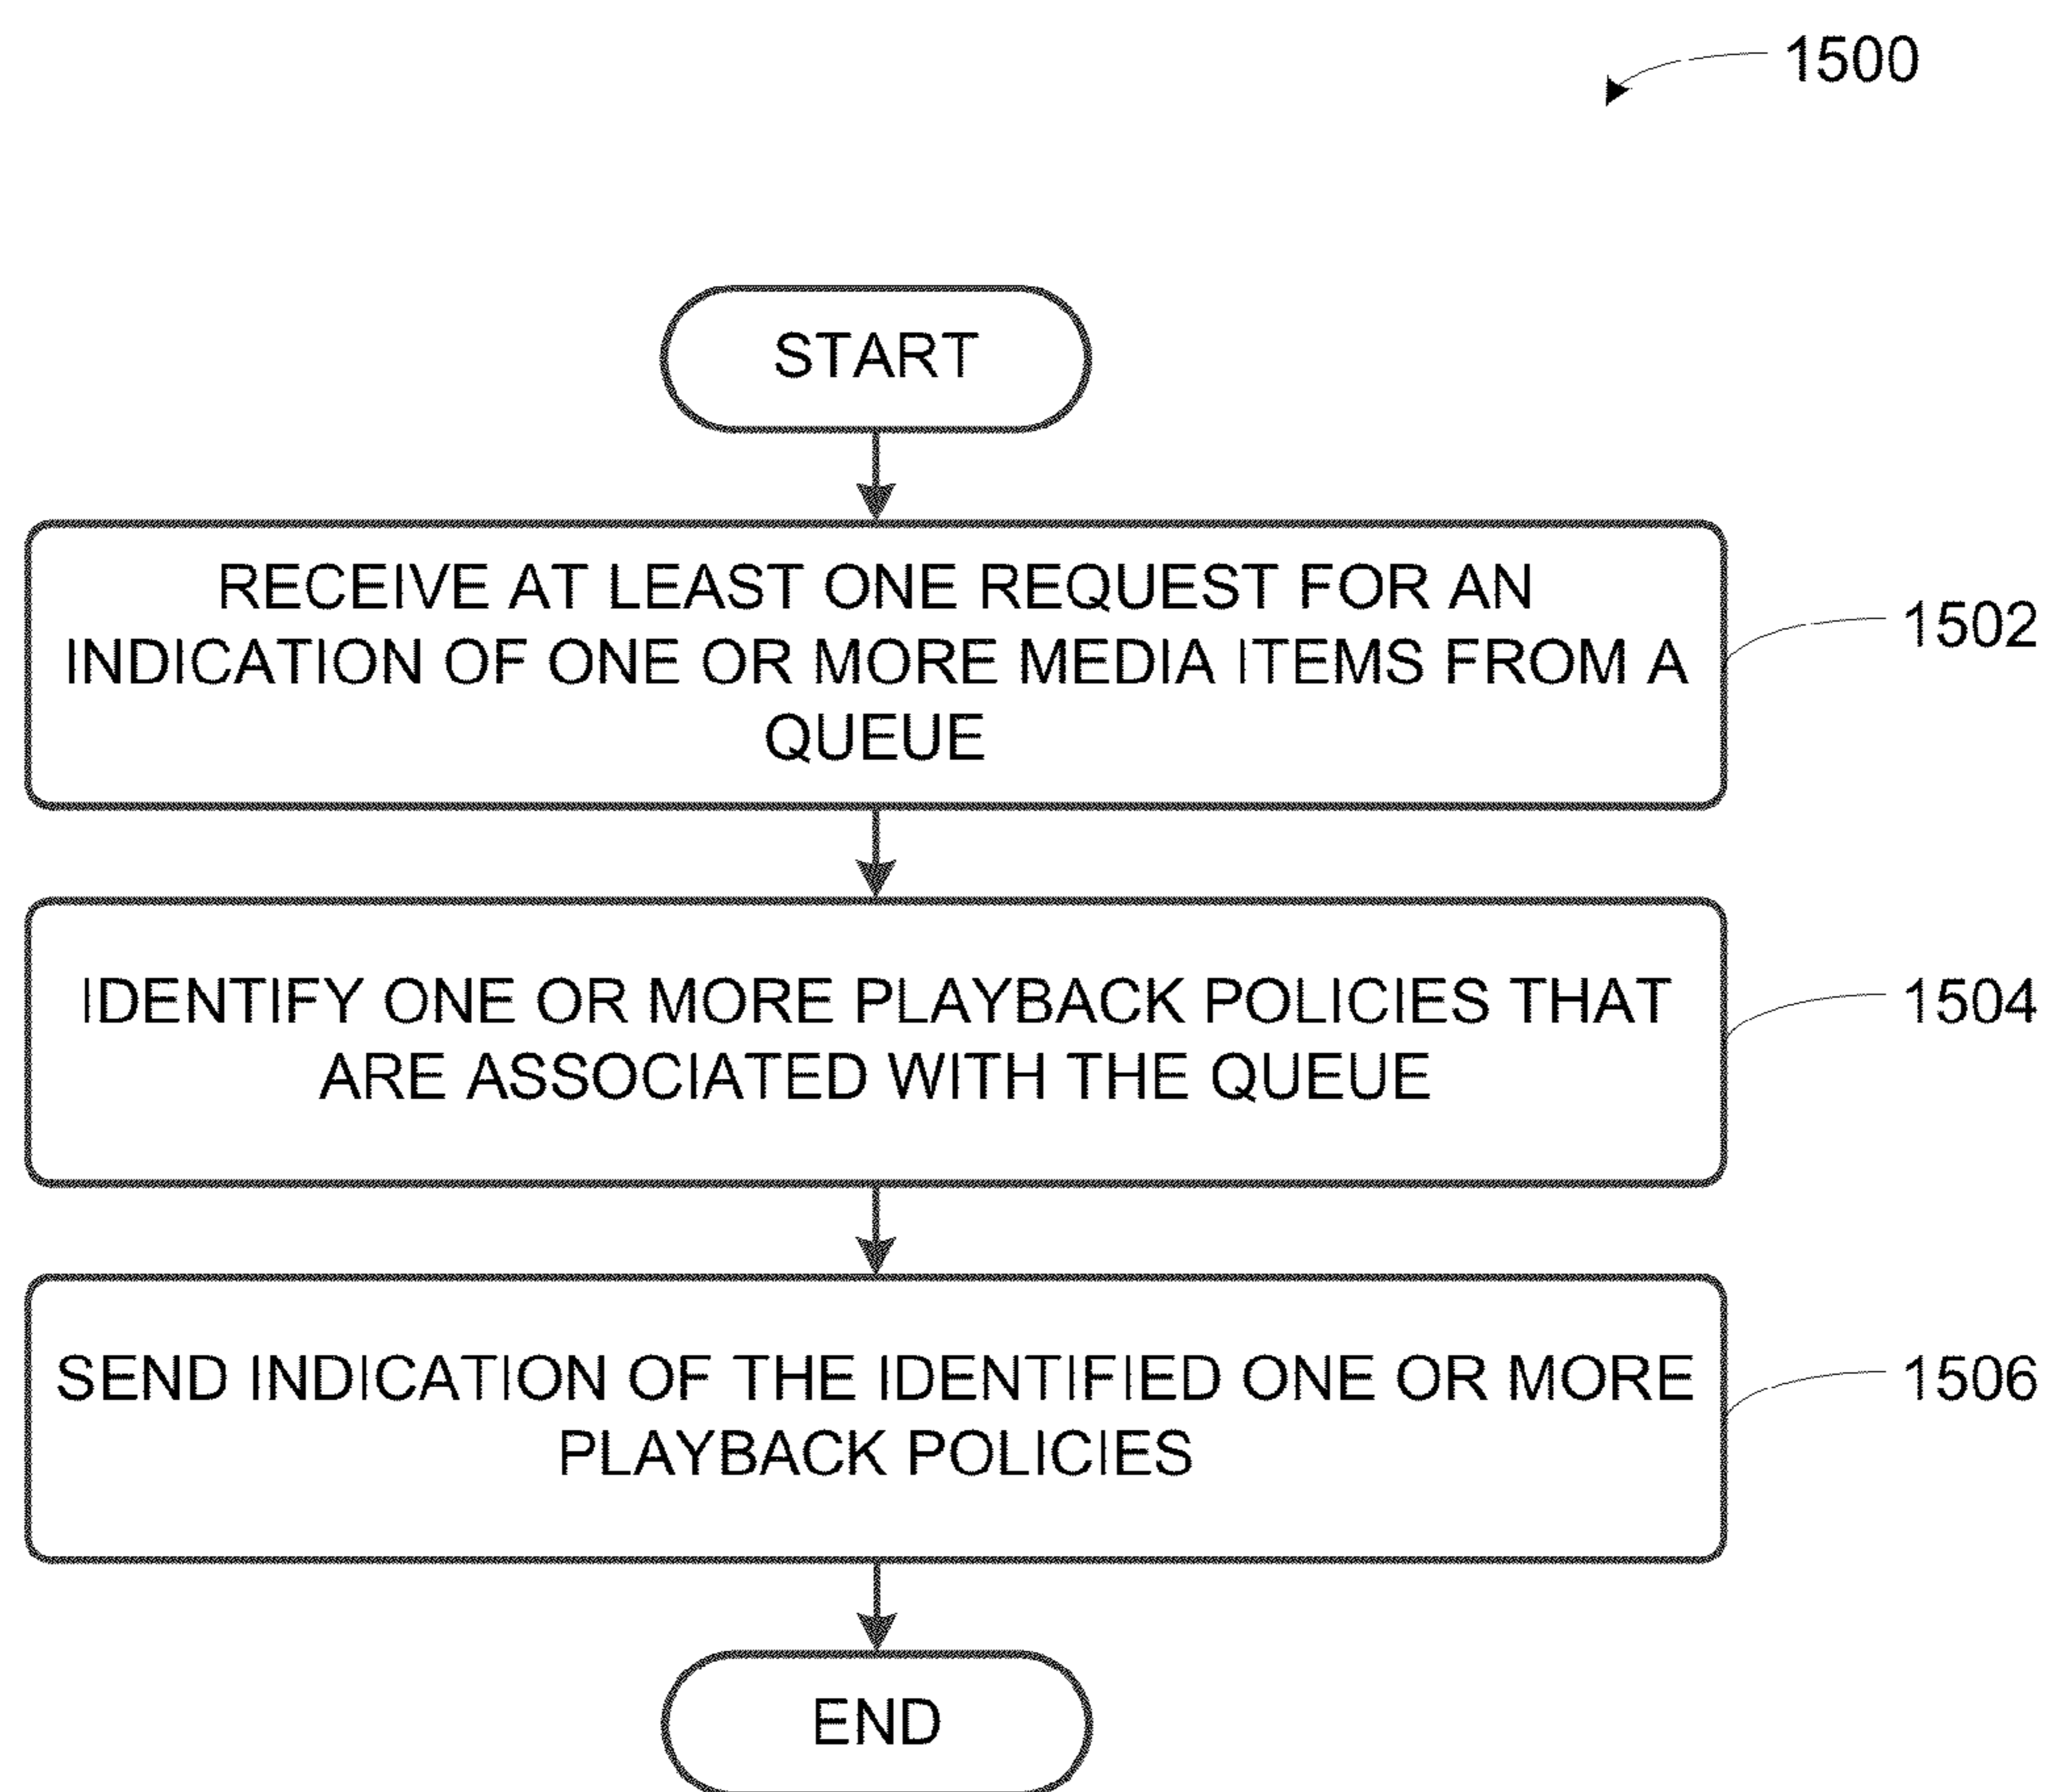 1500
START
RECEIVE AT LEAST ONE REQUEST FOR AN
INDICATION OF ONE OR MORE MEDIA ITEMS FROM A
QUEUE
1502
IDENTIFY ONE OR MORE PLAYBACK POLICIES THAT
ARE ASSOCIATED WITH THE QUEUE
1504
SEND INDICATION OF THE IDENTIFIED ONE OR MORE
PLAYBACK POLICIES
1506
END